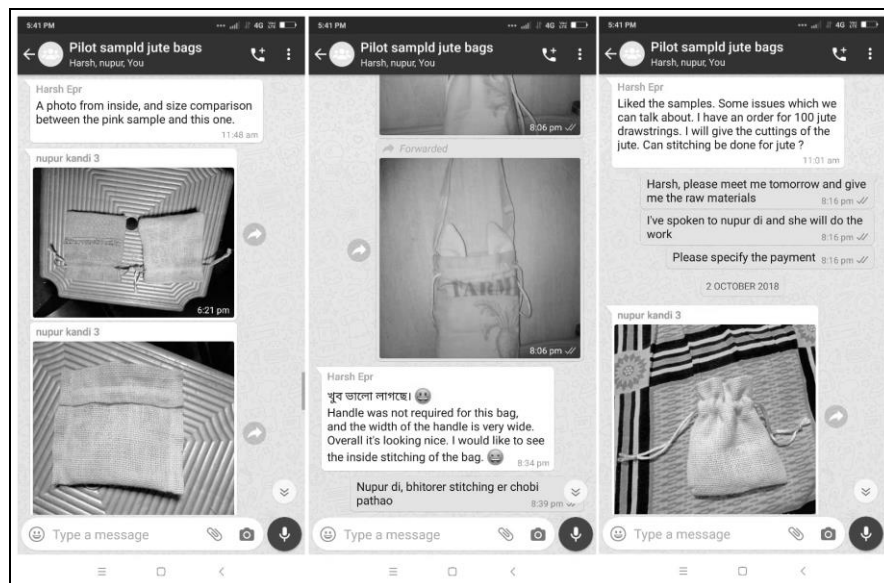 5:41 PM
4G
Pilot sampld jute bags
Harsh, nupur, You
Harsh Epr
A photo from inside, and size comparison
between the pink sample and this one.
11:48 am
nupur kandi 3
6:21 pm
nupur kandi 3
Type a message
5:41 PM
4G
Pilot sampld jute bags
Harsh, nupur, You
8:06 pm
Forwarded
TARMI
8:06 pm
Harsh Epr
খুব ভালো লাগছে।
Handle was not required for this bag,
and the width of the handle is very wide.
Overall it's looking nice. I would like to see
the inside stitching of the bag.
8:34 pm
Nupur di, bhitorer stitching er chobi
pathao
8:39 pm
Type a message
5:41 PM
4G
Pilot sampld jute bags
Harsh, nupur, You
Harsh Epr
Liked the samples. Some issues which we
can talk about. I have an order for 100 jute
drawstrings. I will give the cuttings of the
jute. Can stitching be done for jute ?
11:01 am
Harsh, please meet me tomorrow and give
me the raw materials
8:16 pm
I've spoken to nupur di and she will do the
work
8:16 pm
Please specify the payment
8:16 pm
2 OCTOBER 2018
nupur kandi 3
Type a message